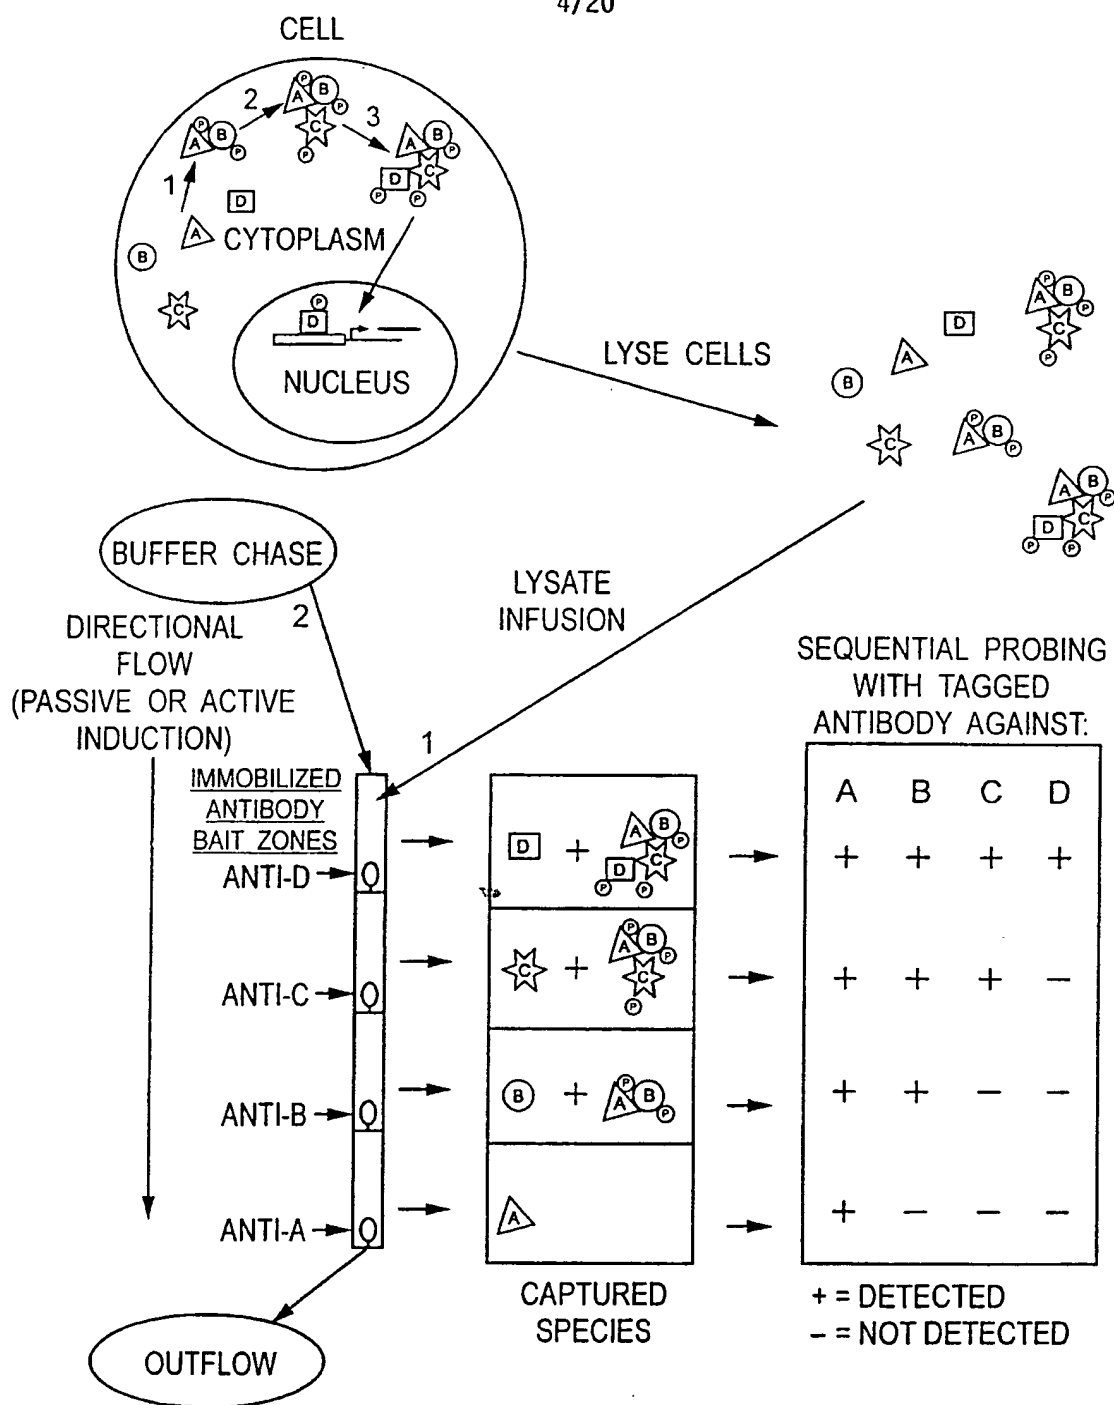 4/20
CELL
P
A
B
P
2
P
A
B
P
C
P
3
A
B
P
D
C
P
P
1
D
A
CYTOPLASM
B
C
P
D
NUCLEUS
LYSE CELLS
D
A
B
C
P
A
B
P
C
P
P
A
B
P
A
B
P
D
C
P
P
BUFFER CHASE
2
LYSATE
INFUSION
1
DIRECTIONAL
FLOW
(PASSIVE OR ACTIVE
INDUCTION)
SEQUENTIAL PROBING
WITH TAGGED
ANTIBODY AGAINST:
IMMOBILIZED
ANTIBODY
BAIT ZONES
ANTI-D
ANTI-C
ANTI-B
ANTI-A
D + A B P D C P P
C + P A B P C P
B + P A B P
A
CAPTURED
SPECIES
A B C D
+ + + +
+ + + −
+ + − −
+ − − −
+ = DETECTED
− = NOT DETECTED
OUTFLOW